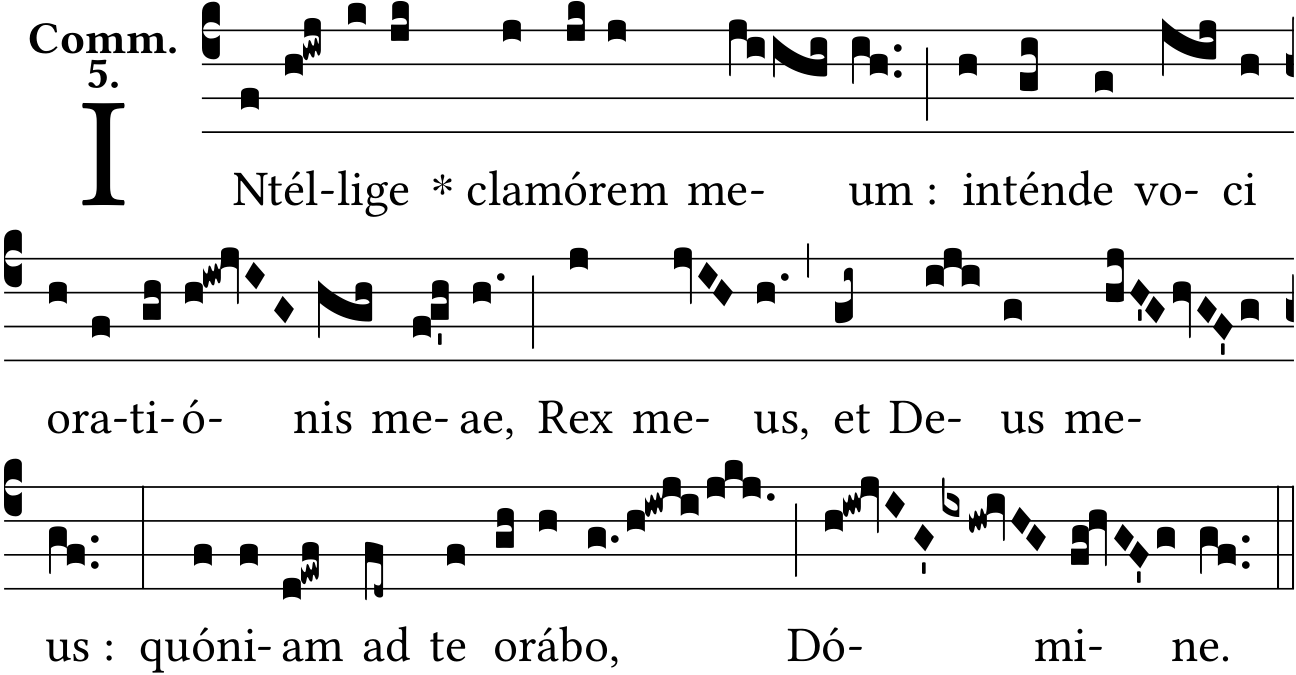 Comm.
5.
INtél-lige * clamórem me- um : inténde vo- ci
ora-ti-ó- nis me- ae, Rex me- us, et De- us me-
us : quóni- am ad te orábo, Dó- mi- ne.